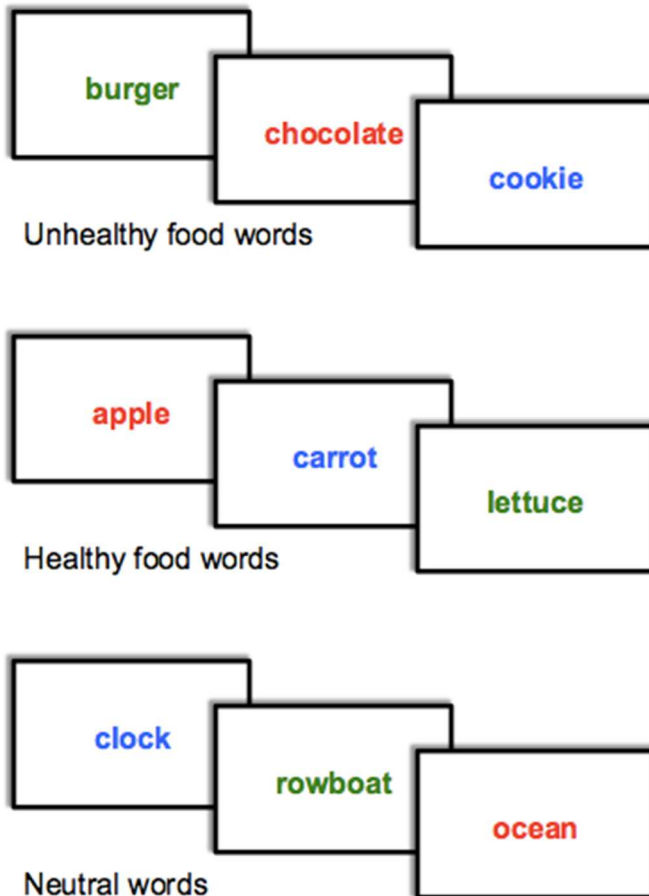 burger
chocolate
cookie
Unhealthy food words
apple
carrot
lettuce
Healthy food words
clock
rowboat
ocean
Neutral words